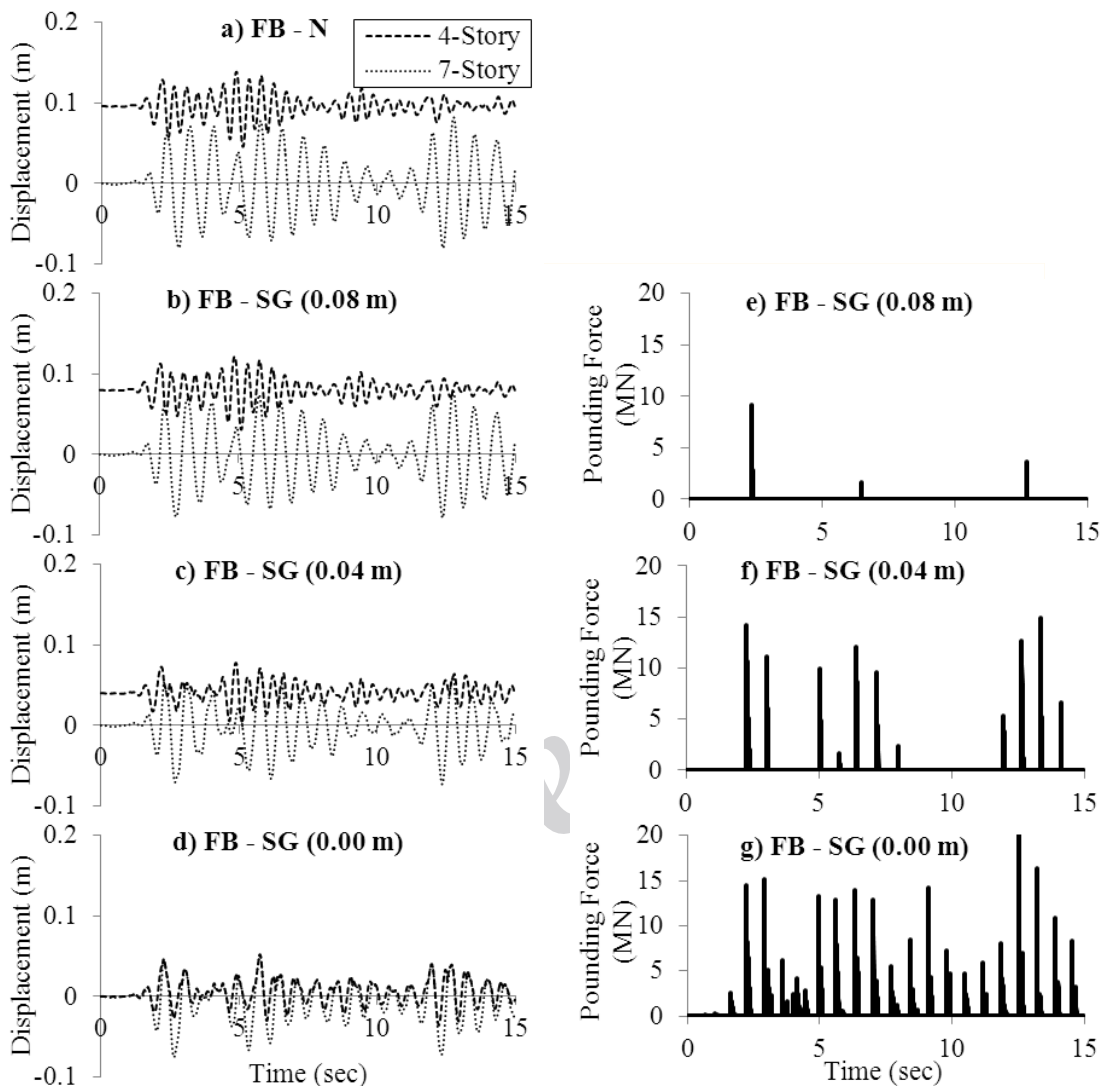 a) FB - N
4-Story
7-Story
Displacement (m)
0.2
0.1
0
-0.1
0
5
10
15
b) FB - SG (0.08 m)
Displacement (m)
0.2
0.1
0
-0.1
0
5
10
15
e) FB - SG (0.08 m)
Pounding Force
(MN)
20
15
10
5
0
0
5
10
15
c) FB - SG (0.04 m)
Displacement (m)
0.2
0.1
0
-0.1
0
5
10
15
f) FB - SG (0.04 m)
Pounding Force
(MN)
20
15
10
5
0
0
5
10
15
d) FB - SG (0.00 m)
Displacement (m)
0.2
0.1
0
-0.1
0
5
10
15
Time (sec)
g) FB - SG (0.00 m)
Pounding Force
(MN)
20
15
10
5
0
0
5
10
15
Time (sec)